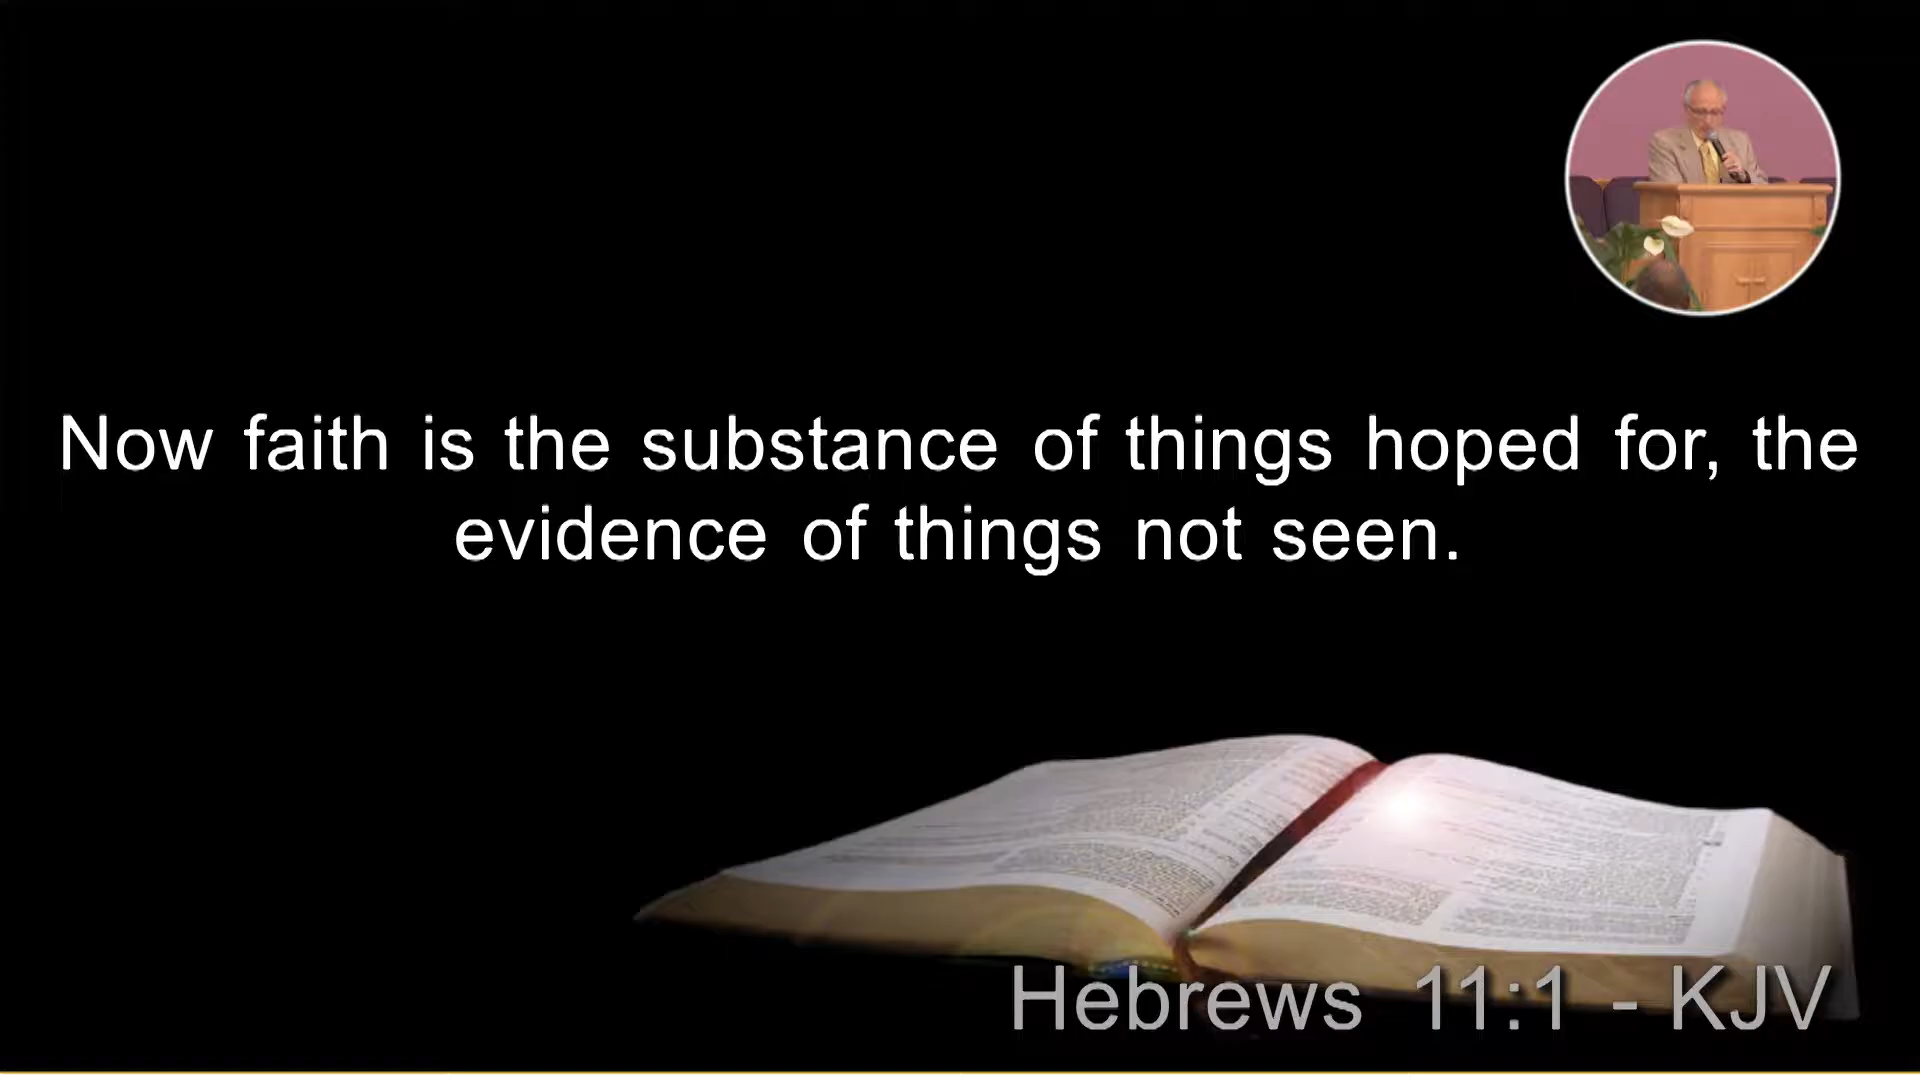 Now faith is the substance of things hoped for, the
evidence of things not seen.
Hebrews 11:1 - KJV